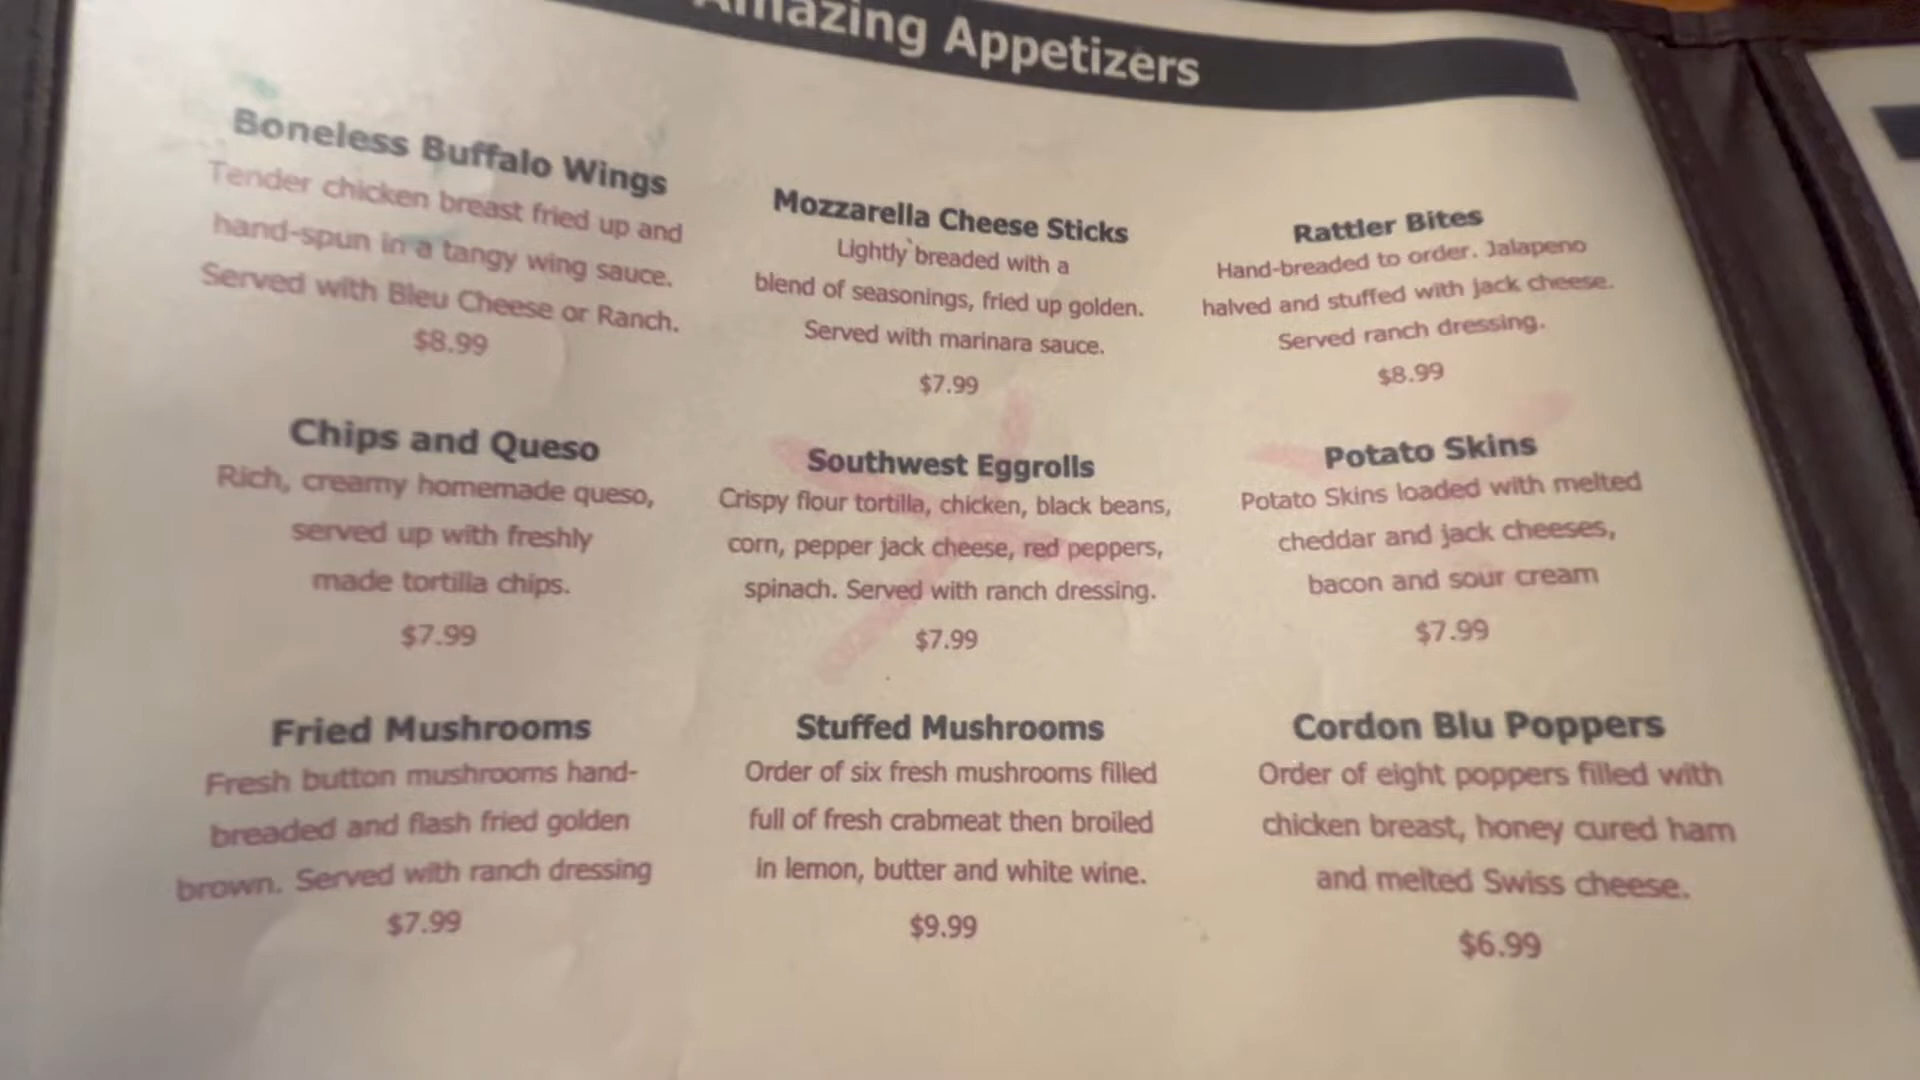 Amazing Appetizers
Boneless Buffalo Wings
Tender chicken breast fried up and
hand-spun in a tangy wing sauce.
Served with Bleu Cheese or Ranch.
$8.99
Mozzarella Cheese Sticks
Lightly breaded with a
blend of seasonings, fried up golden.
Served with marinara sauce.
$7.99
Rattler Bites
Hand-breaded to order. Jalapeno
halved and stuffed with jack cheese.
Served ranch dressing.
$8.99
Chips and Queso
Rich, creamy homemade queso,
served up with freshly
made tortilla chips.
$7.99
Southwest Eggrolls
Crispy flour tortilla, chicken, black beans,
corn, pepper jack cheese, red peppers,
spinach. Served with ranch dressing.
$7.99
Potato Skins
Potato Skins loaded with melted
cheddar and jack cheeses,
bacon and sour cream
$7.99
Fried Mushrooms
Fresh button mushrooms hand-
breaded and flash fried golden
brown. Served with ranch dressing
$7.99
Stuffed Mushrooms
Order of six fresh mushrooms filled
full of fresh crabmeat then broiled
in lemon, butter and white wine.
$9.99
Cordon Blu Poppers
Order of eight poppers filled with
chicken breast, honey cured ham
and melted Swiss cheese.
$6.99